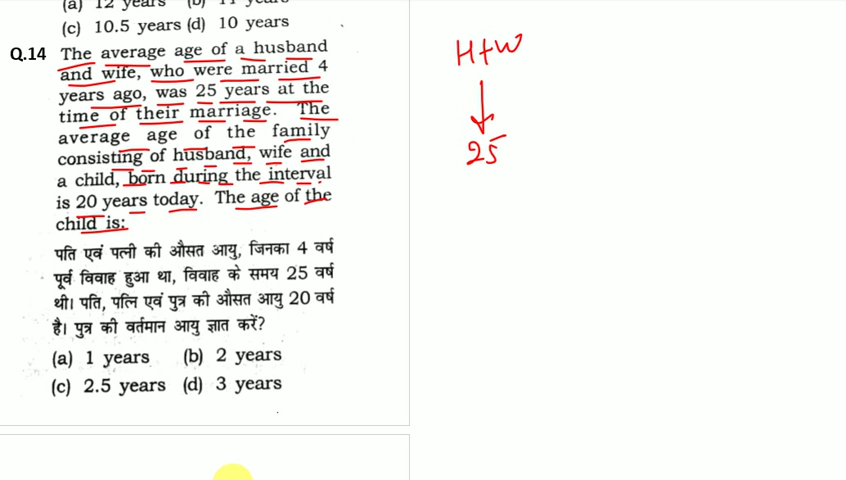 (a) 12 years (b) 11 years
(c) 10.5 years (d) 10 years
Q.14 The average age of a husband
and wife, who were married 4
years ago, was 25 years at the
time of their marriage. The
average age of the family
consisting of husband, wife and
a child, born during the interval
is 20 years today. The age of the
child is:
पति एवं पत्नी की औसत आयु, जिनका 4 वर्ष
पूर्व विवाह हुआ था, विवाह के समय 25 वर्ष
थी। पति, पत्नि एवं पुत्र की औसत आयु 20 वर्ष
है। पुत्र की वर्तमान आयु ज्ञात करें?
(a) 1 years (b) 2 years
(c) 2.5 years (d) 3 years
H+W
25